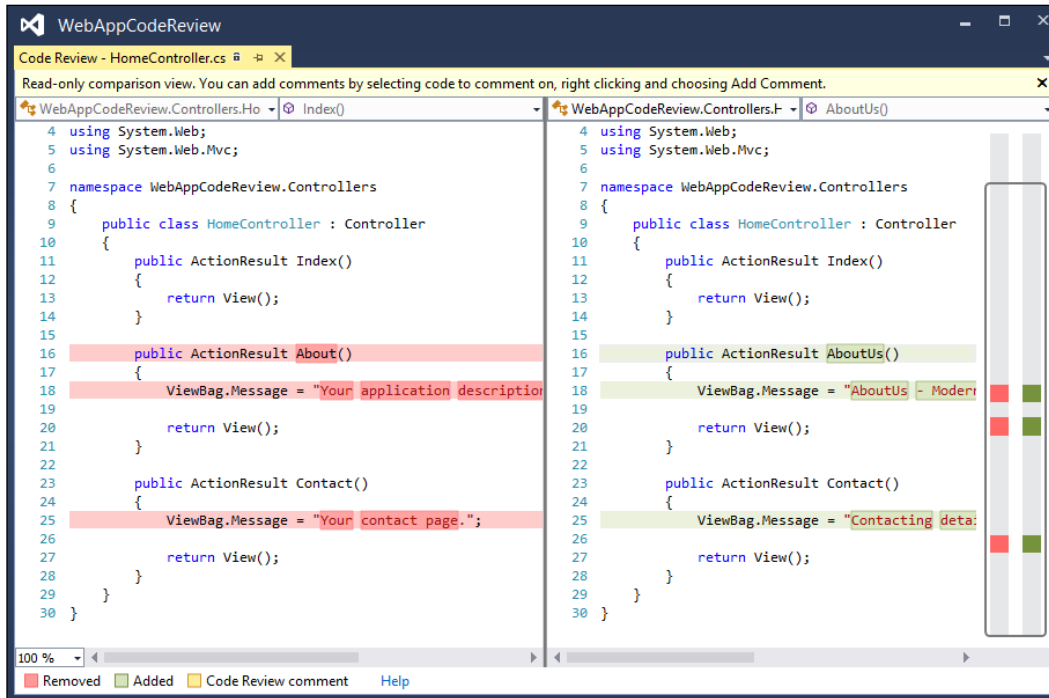 WebAppCodeReview
Code Review - HomeController.cs
Read-only comparison view. You can add comments by selecting code to comment on, right clicking and choosing Add Comment.
WebAppCodeReview.Controllers.Ho Index()
4 using System.Web;
5 using System.Web.Mvc;
6
7 namespace WebAppCodeReview.Controllers
8 {
9 public class HomeController : Controller
10 {
11 public ActionResult Index()
12 {
13 return View();
14 }
15
16 public ActionResult About()
17 {
18 ViewBag.Message = "Your application description
19
20 return View();
21 }
22
23 public ActionResult Contact()
24 {
25 ViewBag.Message = "Your contact page.";
26
27 return View();
28 }
29 }
30 }
100 %
WebAppCodeReview.Controllers.H AboutUs()
4 using System.Web;
5 using System.Web.Mvc;
6
7 namespace WebAppCodeReview.Controllers
8 {
9 public class HomeController : Controller
10 {
11 public ActionResult Index()
12 {
13 return View();
14 }
15
16 public ActionResult AboutUs()
17 {
18 ViewBag.Message = "AboutUs - Modern
19
20 return View();
21 }
22
23 public ActionResult Contact()
24 {
25 ViewBag.Message = "Contacting detai
26
27 return View();
28 }
29 }
30 }
Removed Added Code Review comment Help